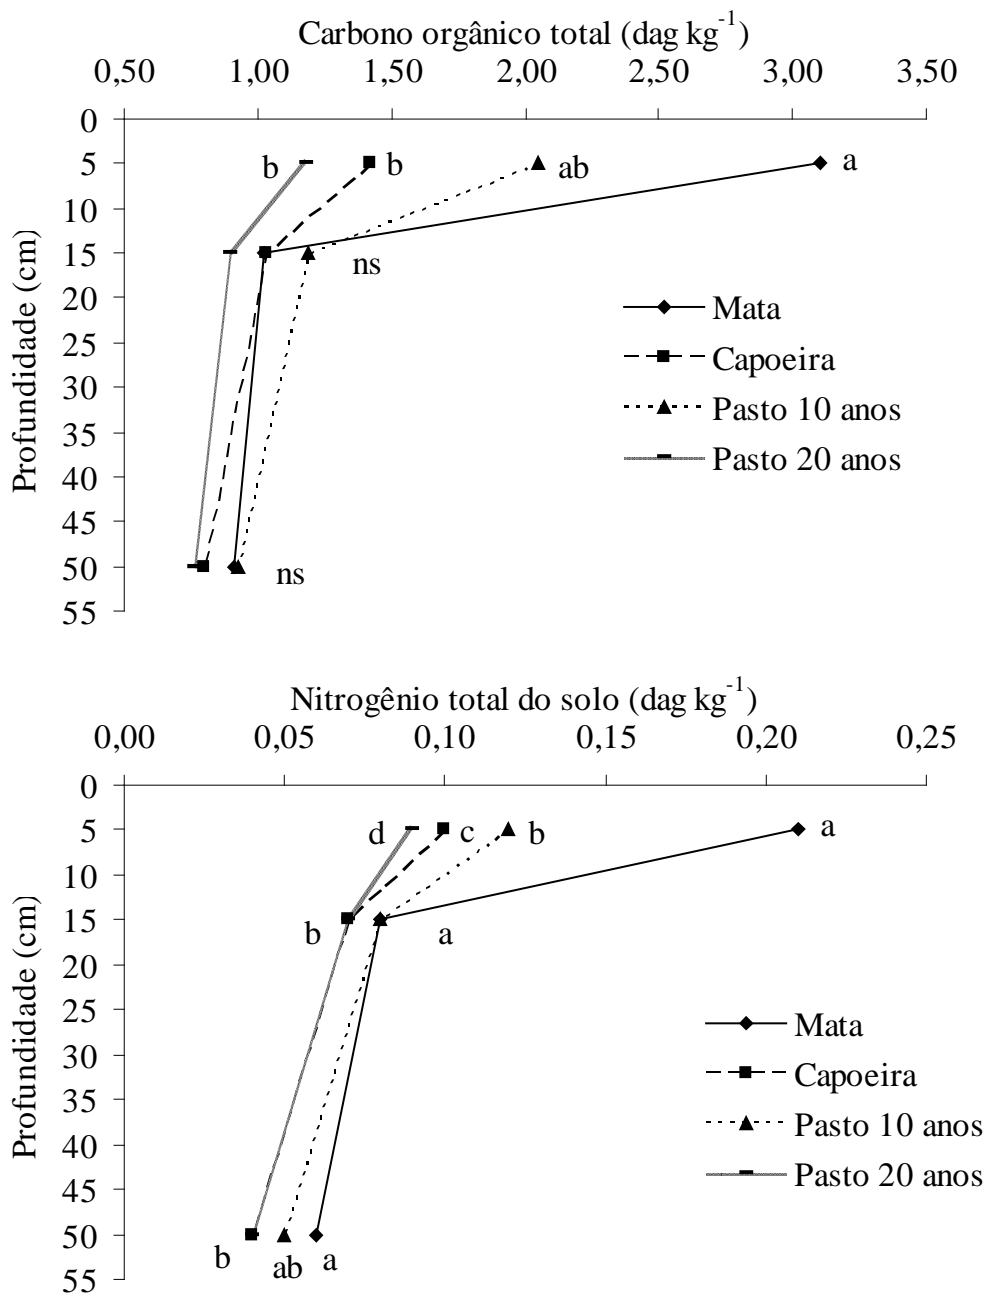 Carbono orgânico total (dag kg-1)
0,50 1,00 1,50 2,00 2,50 3,00 3,50
0
5
10
15
20
25
30
35
40
45
50
55
Profundidade (cm)
b b ab a
ns
ns
Mata
Capoeira
Pasto 10 anos
Pasto 20 anos
Nitrogênio total do solo (dag kg-1)
0,00 0,05 0,10 0,15 0,20 0,25
0
5
10
15
20
25
30
35
40
45
50
55
Profundidade (cm)
d c b a
b a
b ab a
Mata
Capoeira
Pasto 10 anos
Pasto 20 anos